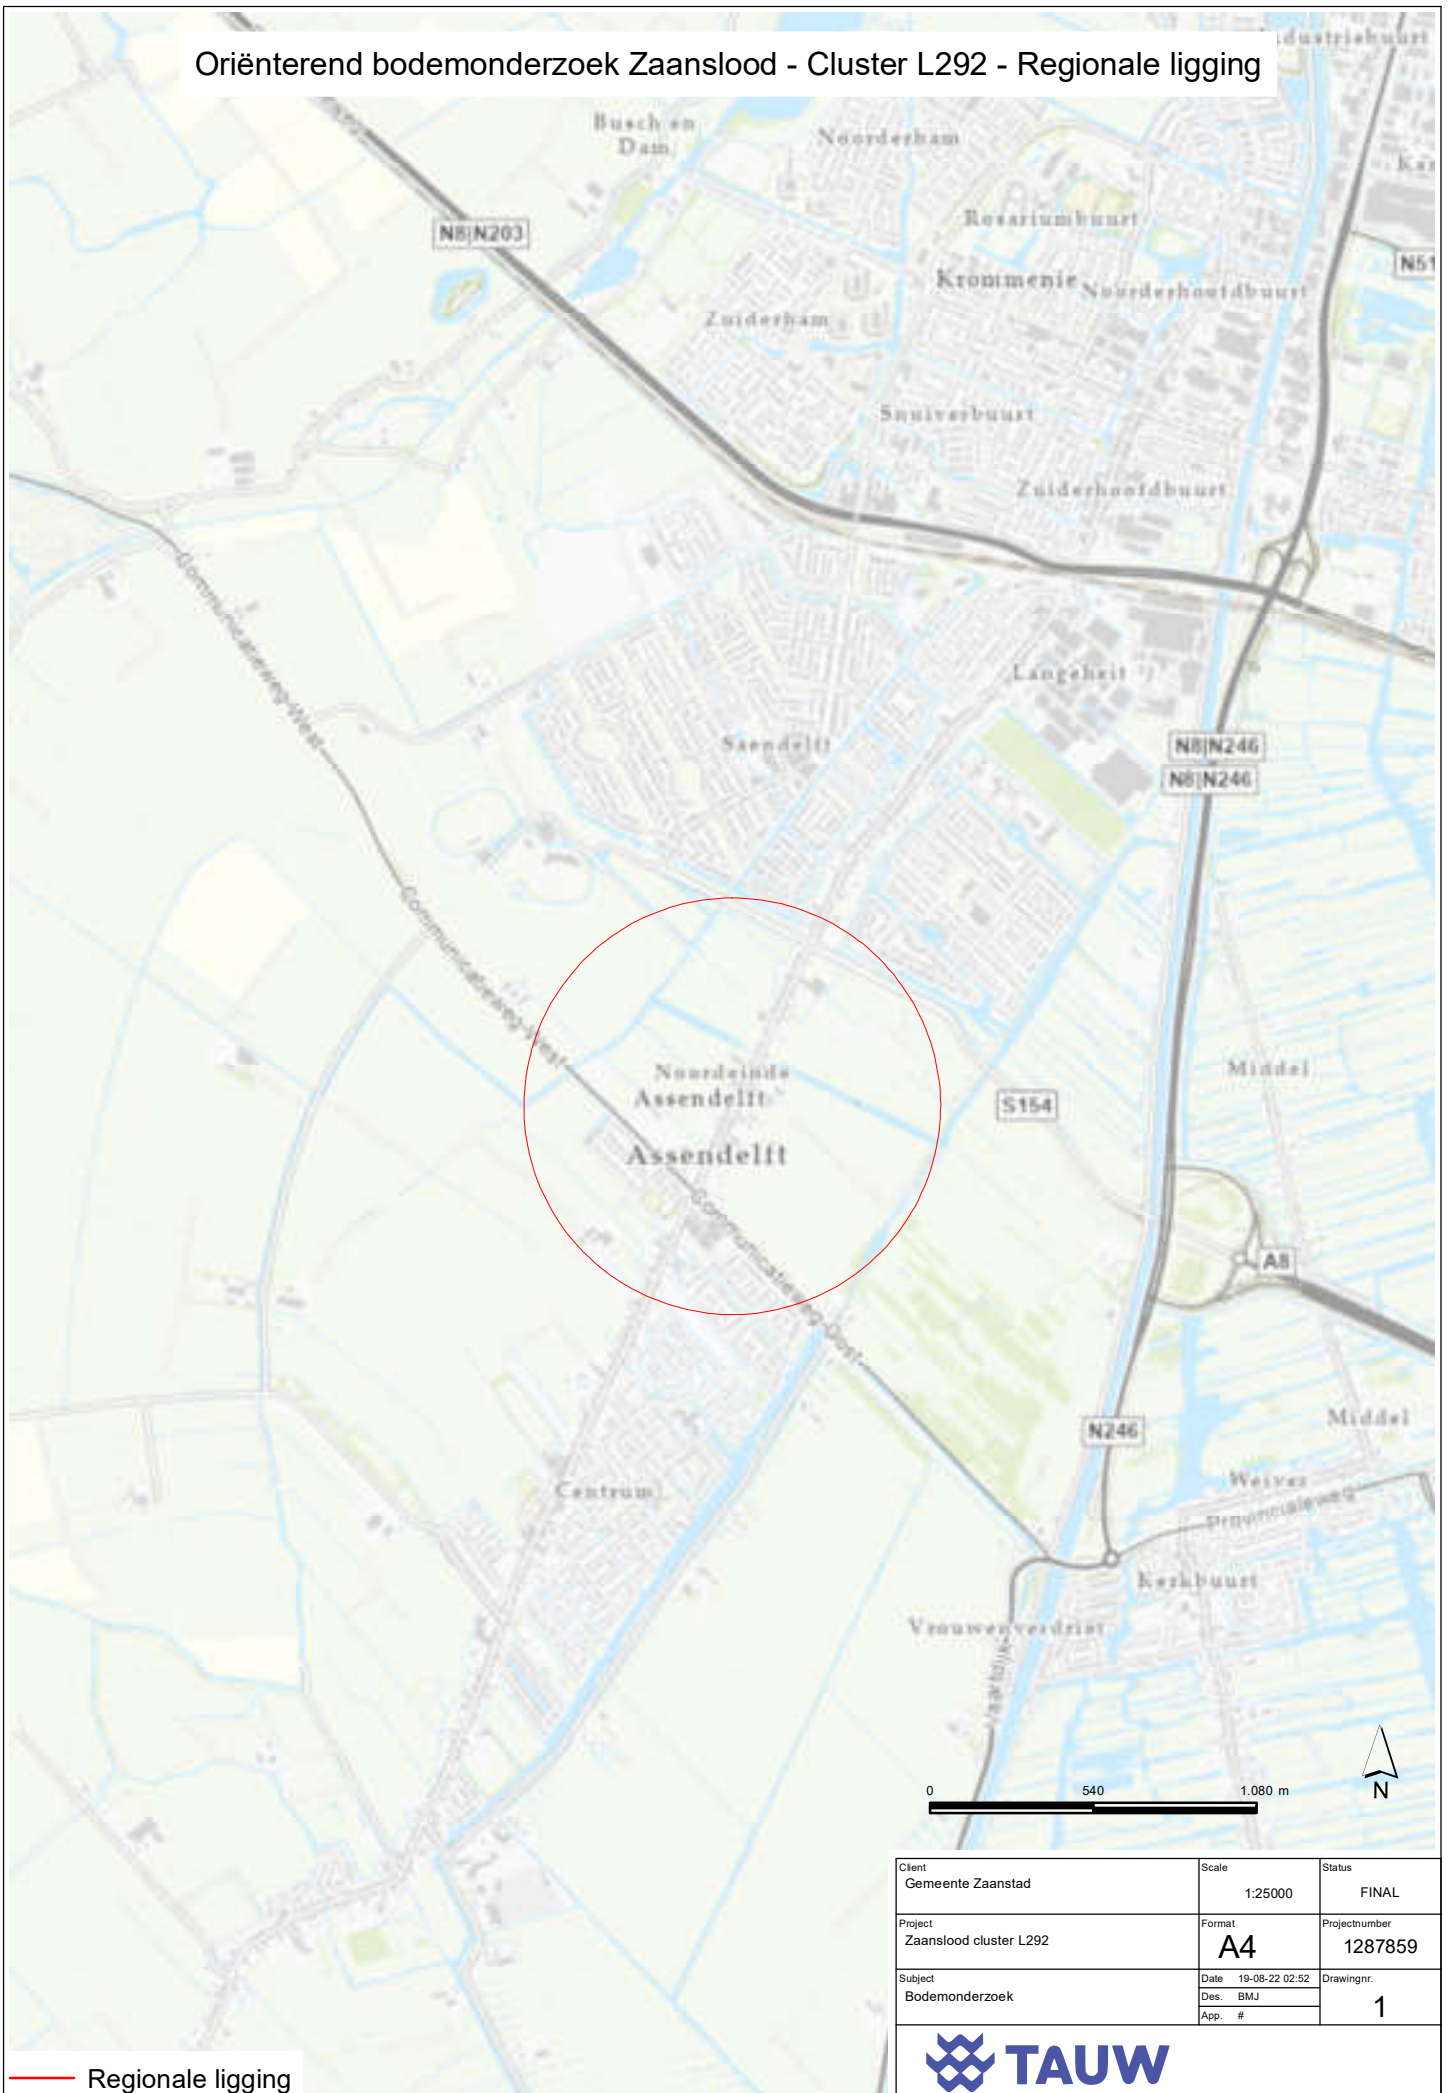 Oriënterend bodemonderzoek Zaanslood - Cluster L292 - Regionale ligging
Busch en
Dam
Noorderham
Rosariumbuurt
N8|N203
Krommenie
Noorderhoofdbuurt
N51
Zuiderham
Snuiverbuurt
Zuiderhoofdbuurt
Communicatieweg-West
Langeheit
Saendelft
N8|N246
N8|N246
Communicatieweg-West
Noordeinde
Assendelft
Middel
S154
Assendelft
Communicatieweg-Oost
A8
Middel
N246
Weiver
Provincialeweg
Centrum
Kerkbuurt
Vrouwenverdriet
Vaartdijk
0 540 1.080 m
N
Client
Gemeente Zaanstad
Scale
1:25000
Status
FINAL
Project
Zaanslood cluster L292
Format
A4
Projectnumber
1287859
Subject
Bodemonderzoek
Date 19-08-22 02:52
Des. BMJ
App. #
Drawingnr.
1
TAUW
Regionale ligging